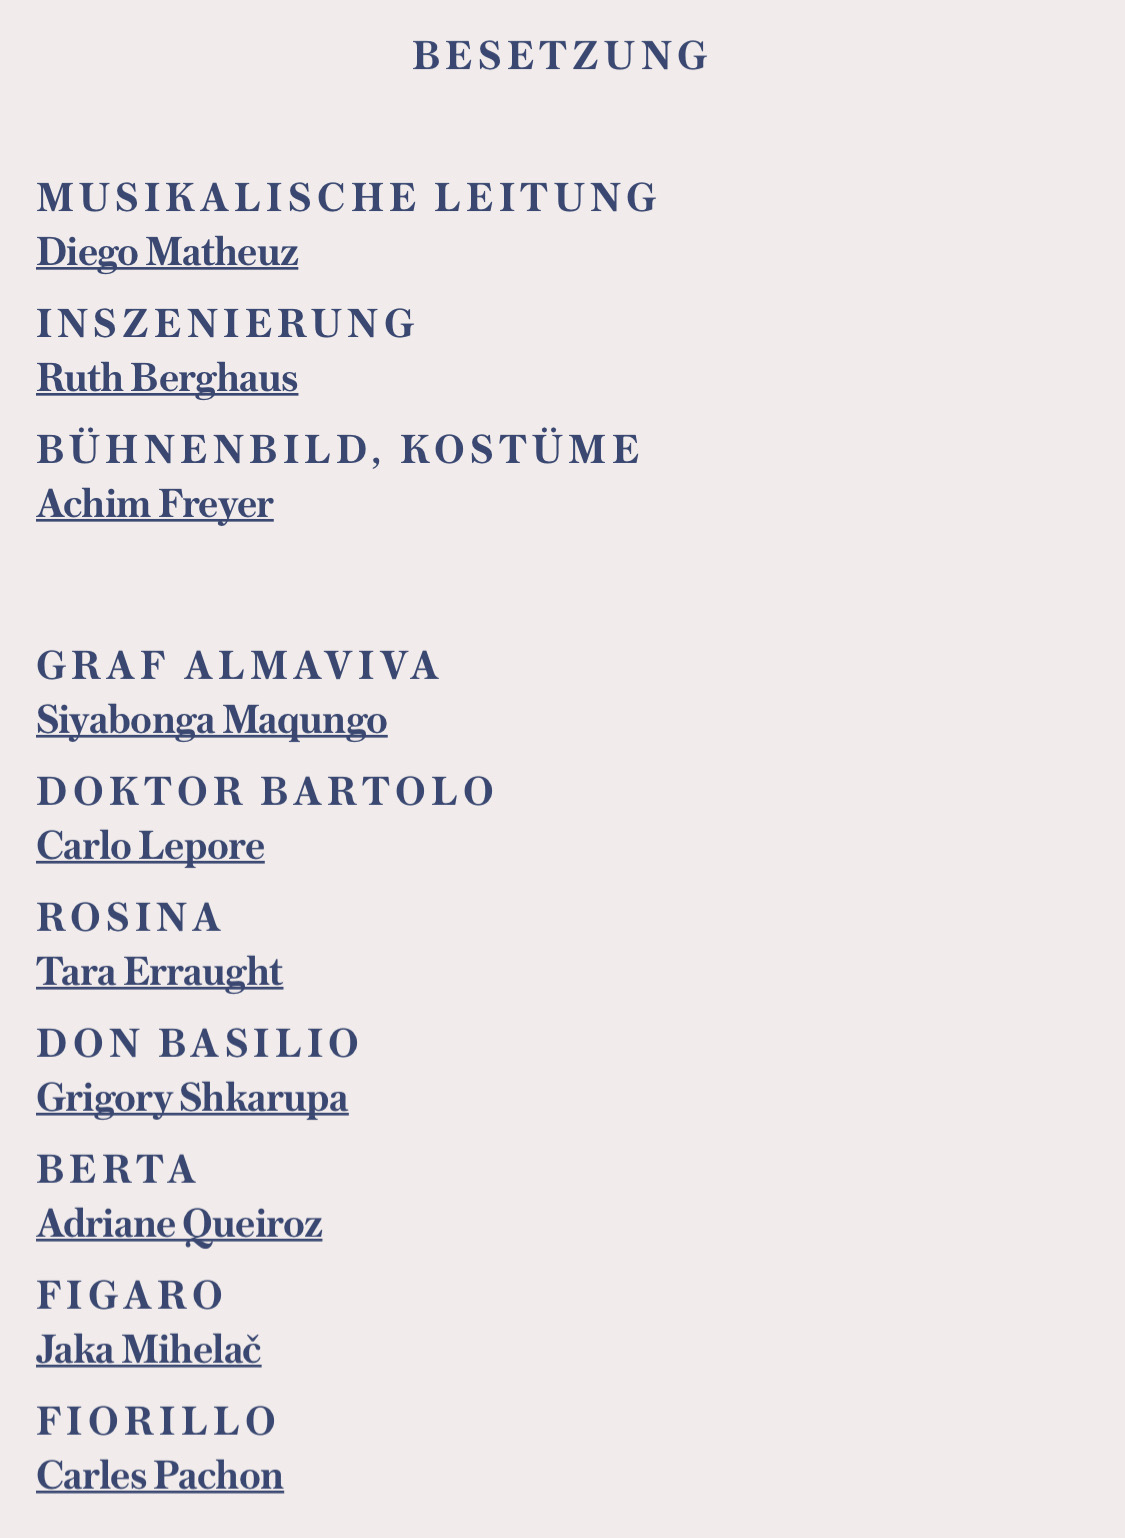 BESETZUNG
MUSIKALISCHE LEITUNG
Diego Matheuz
INSZENIERUNG
Ruth Berghaus
BÜHNENBILD, KOSTÜME
Achim Freyer
GRAF ALMAVIVA
Siyabonga Maqungo
DOKTOR BARTOLO
Carlo Lepore
ROSINA
Tara Erraught
DON BASILIO
Grigory Shkarupa
BERTA
Adriane Queiroz
FIGARO
Jaka Mihelač
FIORILLO
Carles Pachon